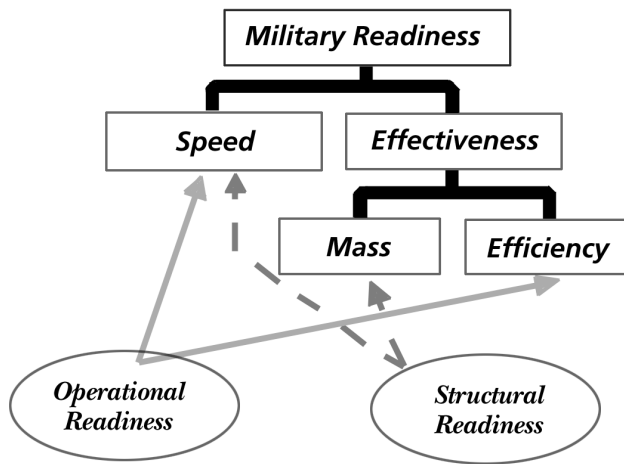 Military Readiness
Speed
Effectiveness
Mass
Efficiency
Operational
Readiness
Structural
Readiness